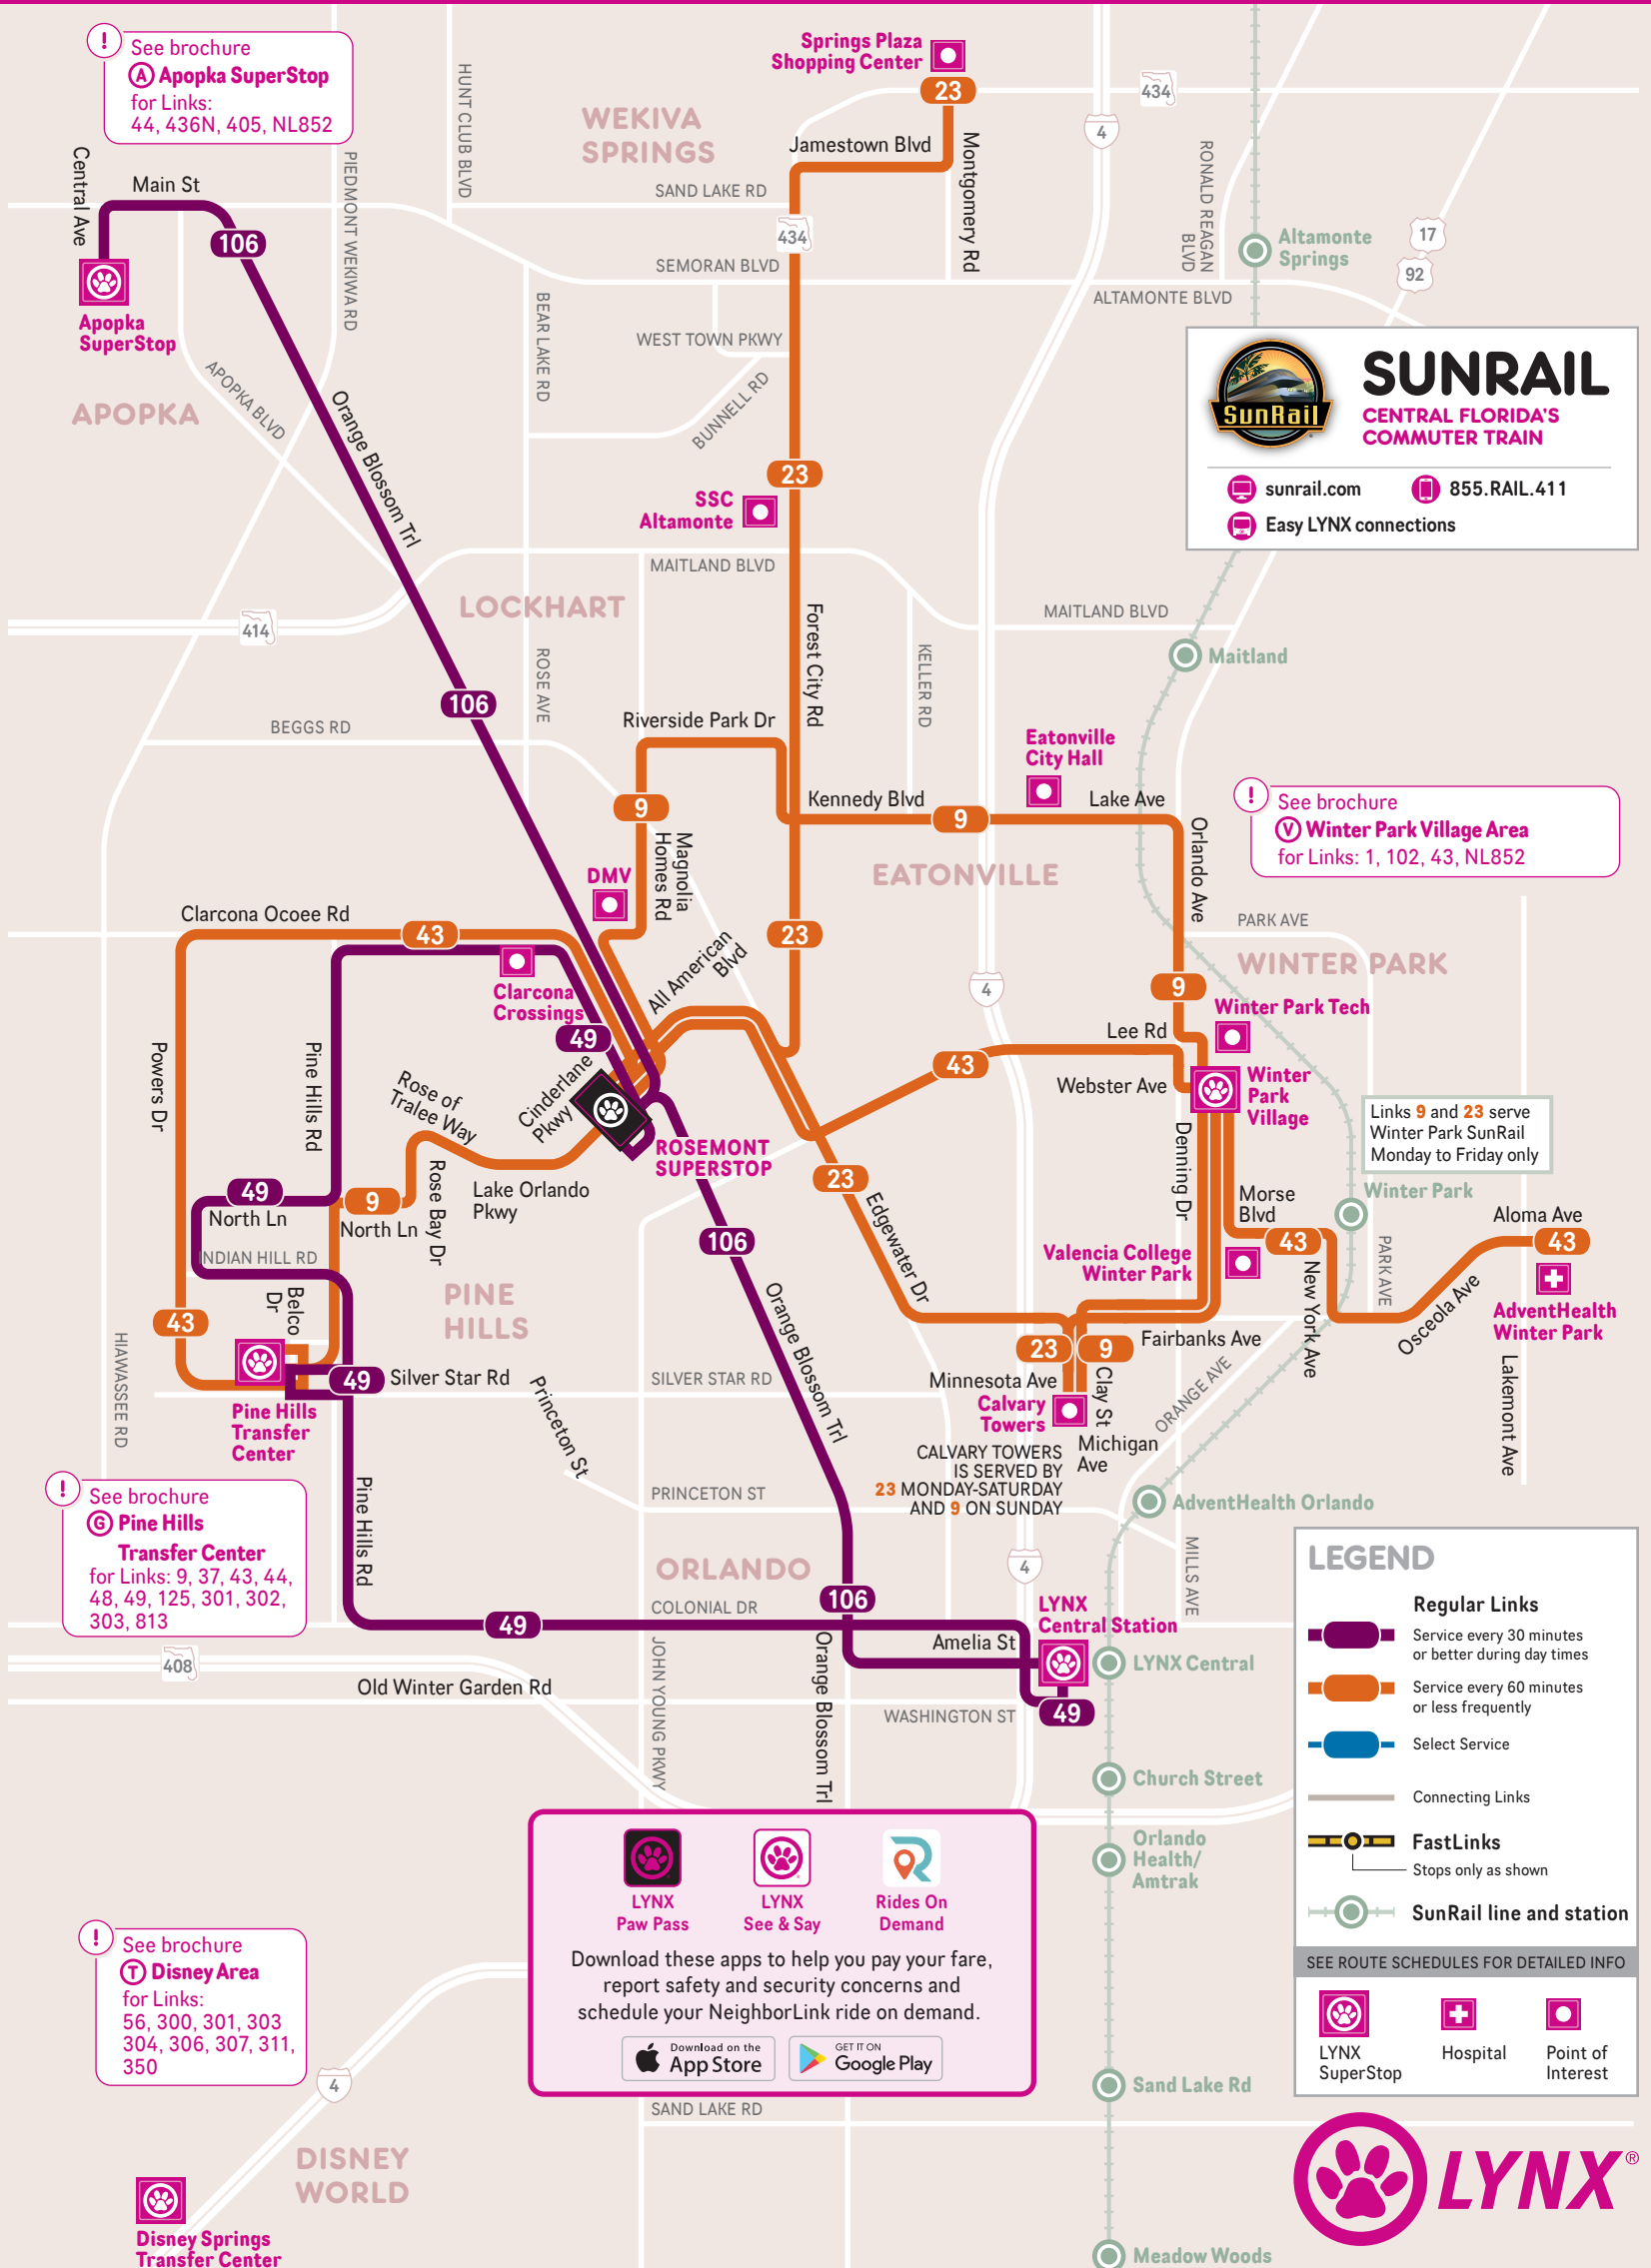 ! See brochure
A Apopka SuperStop
for Links:
44, 436N, 405, NL852
Springs Plaza
Shopping Center
23
434
4
HUNT CLUB BLVD
WEKIVA
SPRINGS
Jamestown Blvd
Montgomery Rd
RONALD REAGAN
BLVD
Central Ave
Main St
PIEDMONT WEKIWA RD
SAND LAKE RD
106
434
Altamonte
Springs
17
92
SEMORAN BLVD
ALTAMONTE BLVD
Apopka
SuperStop
BEAR LAKE RD
WEST TOWN PKWY
APOPKA BLVD
BUNNELL RD
APOPKA
Orange Blossom Trl
SunRail
SUNRAIL
CENTRAL FLORIDA'S
COMMUTER TRAIN
sunrail.com
855.RAIL.411
Easy LYNX connections
23
SSC
Altamonte
MAITLAND BLVD
LOCKHART
414
MAITLAND BLVD
Forest City Rd
ROSE AVE
KELLER RD
Maitland
106
BEGGS RD
Riverside Park Dr
Eatonville
City Hall
9
Kennedy Blvd
9
Lake Ave
Orlando Ave
! See brochure
V Winter Park Village Area
for Links: 1, 102, 43, NL852
Magnolia
Homes Rd
DMV
EATONVILLE
Clarcona Ocoee Rd
43
23
All American
Blvd
PARK AVE
WINTER PARK
Clarcona
Crossings
4
9
Winter Park Tech
49
Lee Rd
43
Powers Dr
Pine Hills Rd
Rose of
Tralee Way
Cinderlane
Pkwy
Webster Ave
Winter
Park
Village
Links 9 and 23 serve
Winter Park SunRail
Monday to Friday only
ROSEMONT
SUPERSTOP
Denning Dr
49
North Ln
9
North Ln
Rose Bay Dr
Lake Orlando
Pkwy
23
Edgewater Dr
Morse
Blvd
Winter Park
Aloma Ave
43
43
INDIAN HILL RD
106
Valencia College
Winter Park
PARK AVE
New York Ave
Osceola Ave
AdventHealth
Winter Park
Belco
Dr
PINE
HILLS
43
Orange Blossom Trl
23
9
Fairbanks Ave
HIAWASSEE RD
49
Silver Star Rd
SILVER STAR RD
Minnesota Ave
Clay St
ORANGE AVE
Lakemont Ave
Pine Hills
Transfer
Center
Princeton St
Calvary
Towers
Michigan
Ave
CALVARY TOWERS
IS SERVED BY
23 MONDAY-SATURDAY
AND 9 ON SUNDAY
! See brochure
G Pine Hills
Transfer Center
for Links: 9, 37, 43, 44,
48, 49, 125, 301, 302,
303, 813
Pine Hills Rd
PRINCETON ST
AdventHealth Orlando
MILLS AVE
4
ORLANDO
106
COLONIAL DR
49
LYNX
Central Station
Amelia St
LYNX Central
408
Old Winter Garden Rd
JOHN YOUNG PKWY
Orange Blossom Trl
WASHINGTON ST
49
Church Street
Orlando
Health/
Amtrak
LEGEND
Regular Links
Service every 30 minutes
or better during day times
Service every 60 minutes
or less frequently
Select Service
Connecting Links
FastLinks
Stops only as shown
SunRail line and station
SEE ROUTE SCHEDULES FOR DETAILED INFO
LYNX
SuperStop
Hospital
Point of
Interest
LYNX
Paw Pass
LYNX
See & Say
Rides On
Demand
Download these apps to help you pay your fare,
report safety and security concerns and
schedule your NeighborLink ride on demand.
Download on the
App Store
GET IT ON
Google Play
! See brochure
T Disney Area
for Links:
56, 300, 301, 303
304, 306, 307, 311,
350
4
Sand Lake Rd
SAND LAKE RD
DISNEY
WORLD
Disney Springs
Transfer Center
Meadow Woods
LYNX®